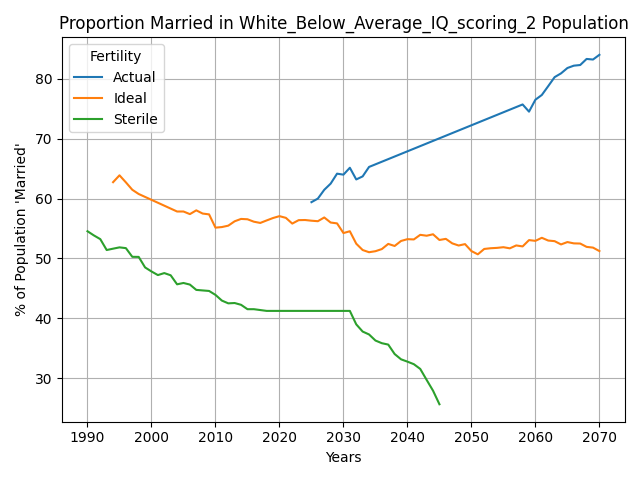 Proportion Married in White_Below_Average_IQ_scoring_2 Population
Fertility
Actual
Ideal
Sterile
% of Population 'Married'
80
70
60
50
40
30
1990 2000 2010 2020 2030 2040 2050 2060 2070
Years